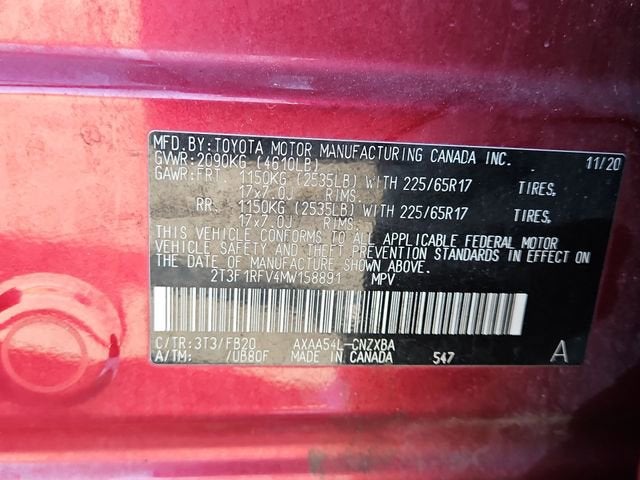 MFD. BY: TOYOTA MOTOR MANUFACTURING CANADA INC. 11/20
GVWR: 2090KG (4610LB)
GAWR: FRT 1150KG (2535LB) WITH 225/65R17 TIRES,
17x7.0J RIMS
RR. 1150KG (2535LB) WITH 225/65R17 TIRES,
17x7.0J RIMS
THIS VEHICLE CONFORMS TO ALL APPLICABLE FEDERAL MOTOR
VEHICLE SAFETY AND THEFT PREVENTION STANDARDS IN EFFECT ON
THE DATE OF MANUFACTURE SHOWN ABOVE.
2T3F1RFV4MW158891 MPV
C/TR: 3T3/FB20 AXAA54L-CNZXBA
A/TM: /UB80F MADE IN CANADA 547 A